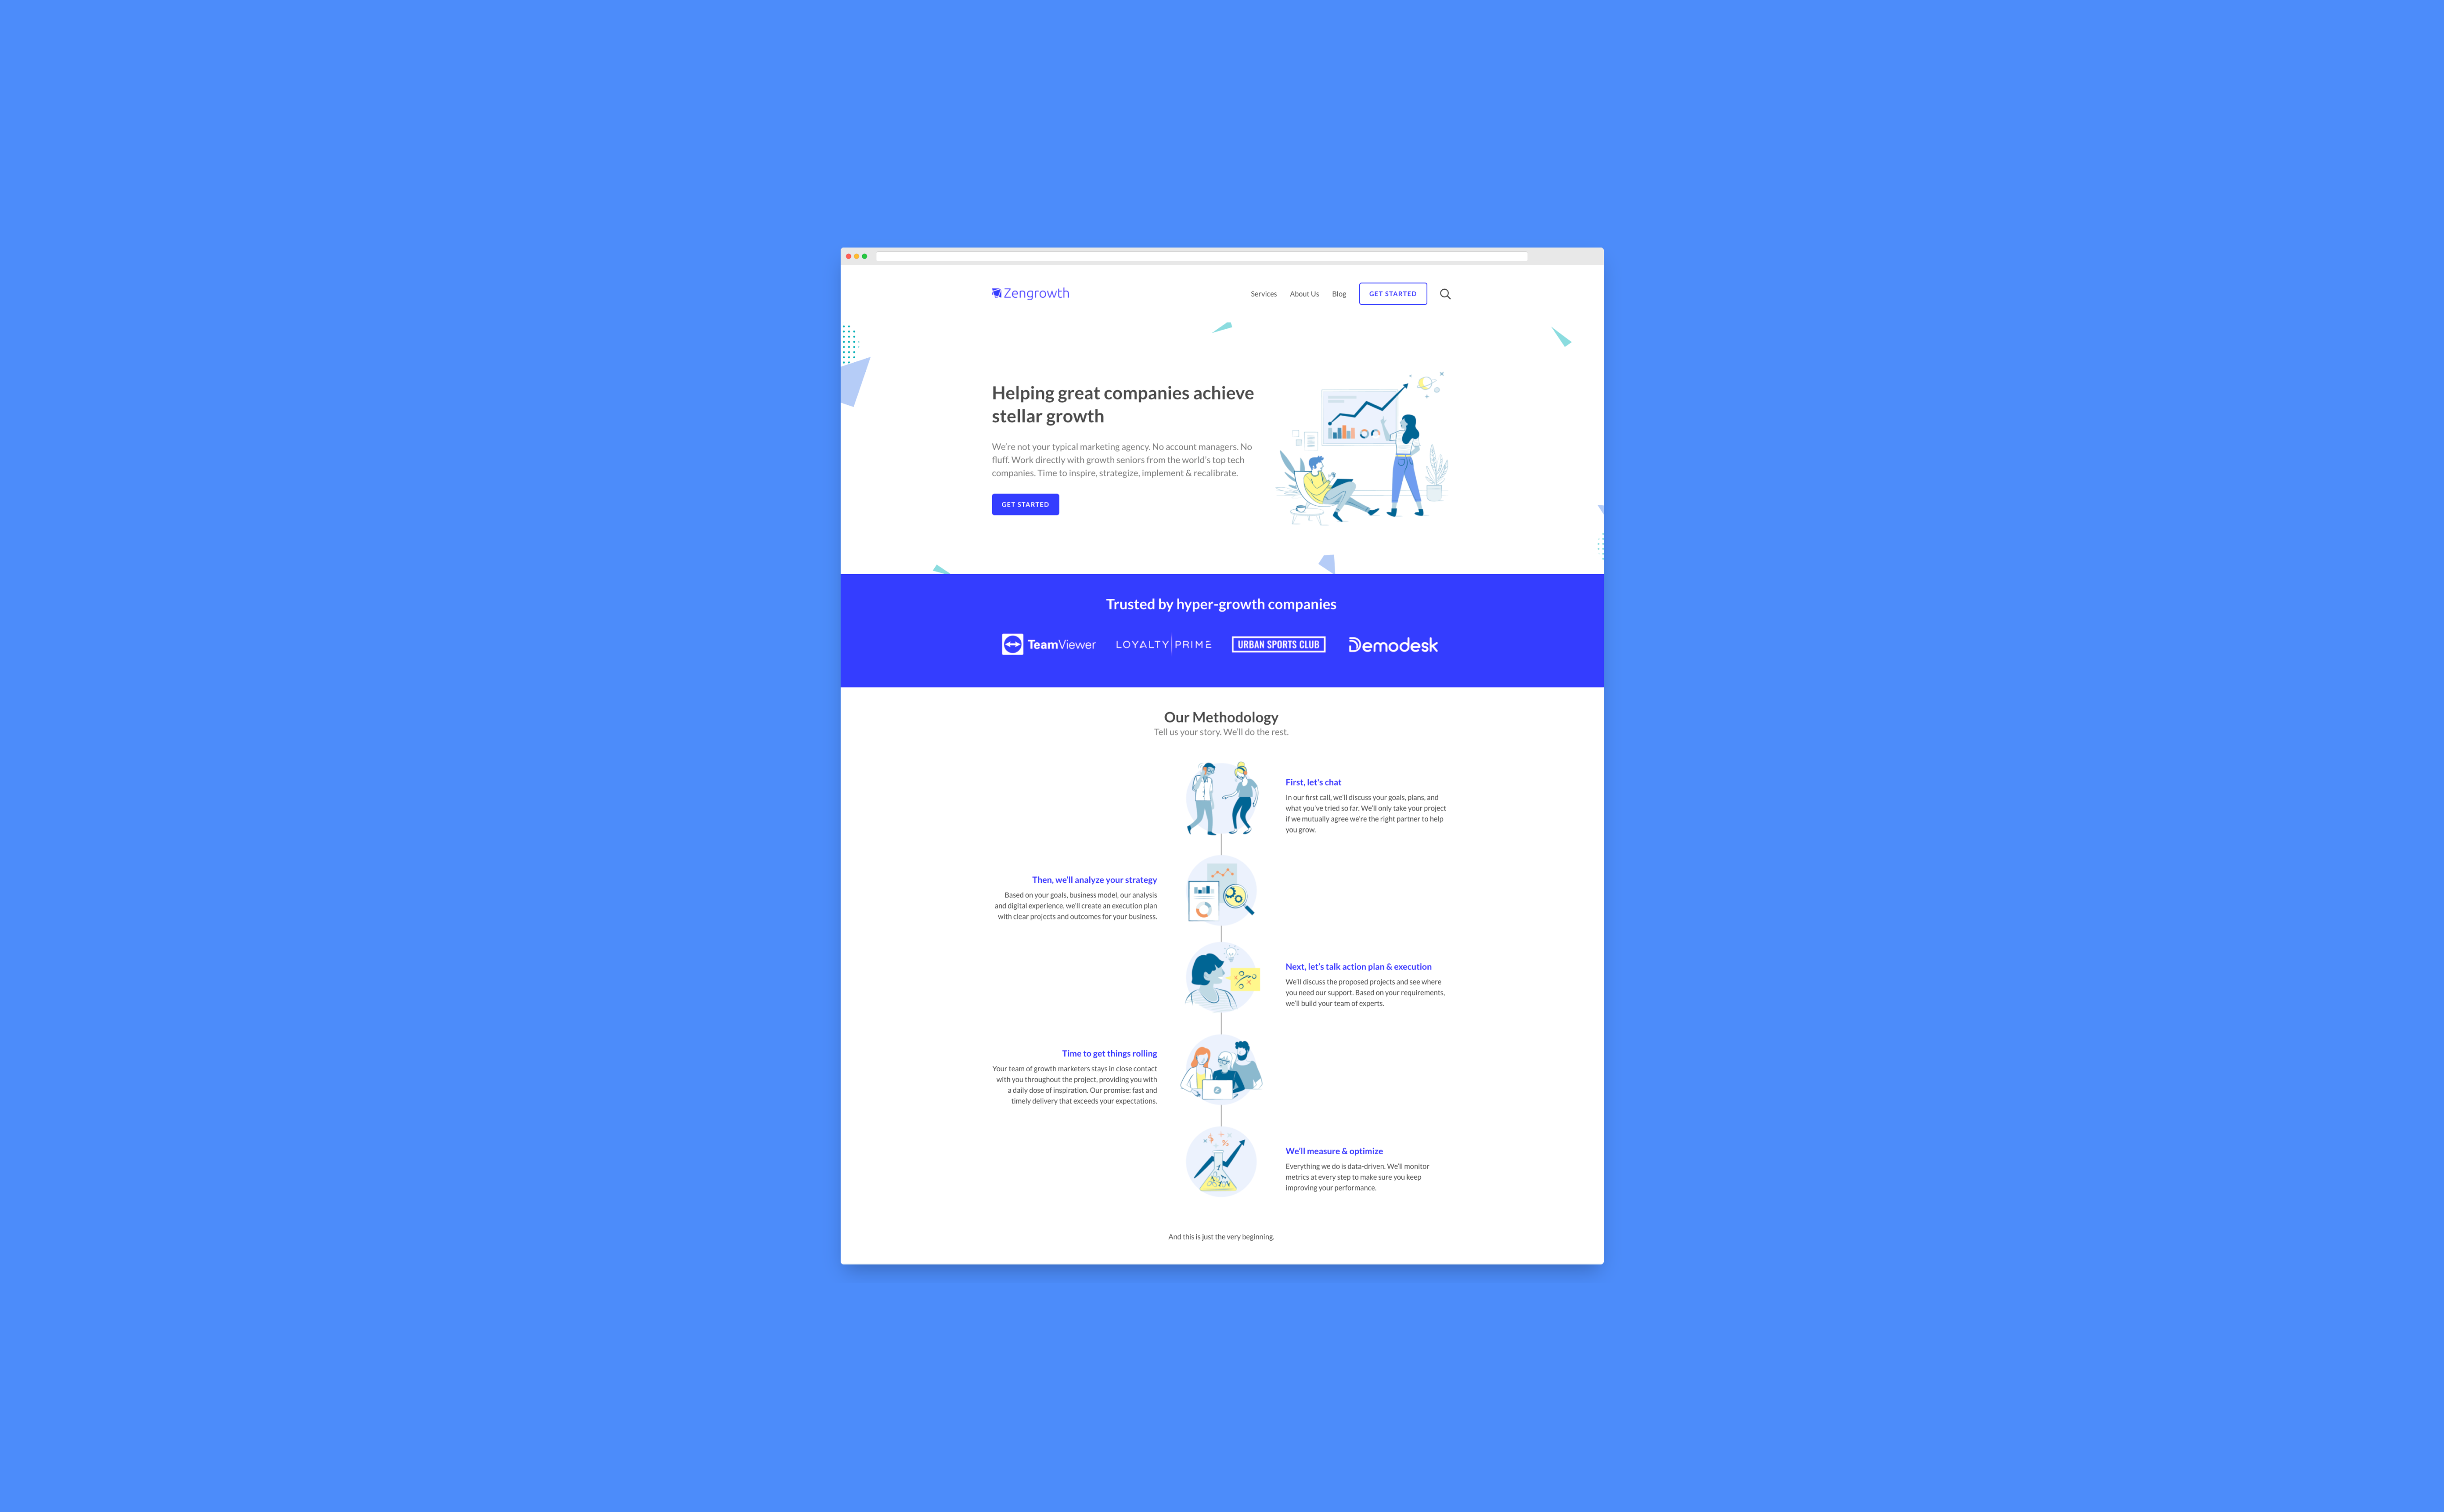 Zengrowth
Services About Us Blog GET STARTED
Helping great companies achieve
stellar growth
We're not your typical marketing agency. No account managers. No
fluff. Work directly with growth seniors from the world's top tech
companies. Time to inspire, strategize, implement & recalibrate.
GET STARTED
Trusted by hyper-growth companies
TeamViewer LOYALTY PRIME URBAN SPORTS CLUB Demodesk
Our Methodology
Tell us your story. We'll do the rest.
First, let's chat
In our first call, we'll discuss your goals, plans, and
what you've tried so far. We'll only take your project
if we mutually agree we're the right partner to help
you grow.
Then, we'll analyze your strategy
Based on your goals, business model, our analysis
and digital experience, we'll create an execution plan
with clear projects and outcomes for your business.
Next, let's talk action plan & execution
We'll discuss the proposed projects and see where
you need our support. Based on your requirements,
we'll build your team of experts.
Time to get things rolling
Your team of growth marketers stays in close contact
with you throughout the project, providing you with
a daily dose of inspiration. Our promise: fast and
timely delivery that exceeds your expectations.
We'll measure & optimize
Everything we do is data-driven. We'll monitor
metrics at every step to make sure you keep
improving your performance.
And this is just the very beginning.